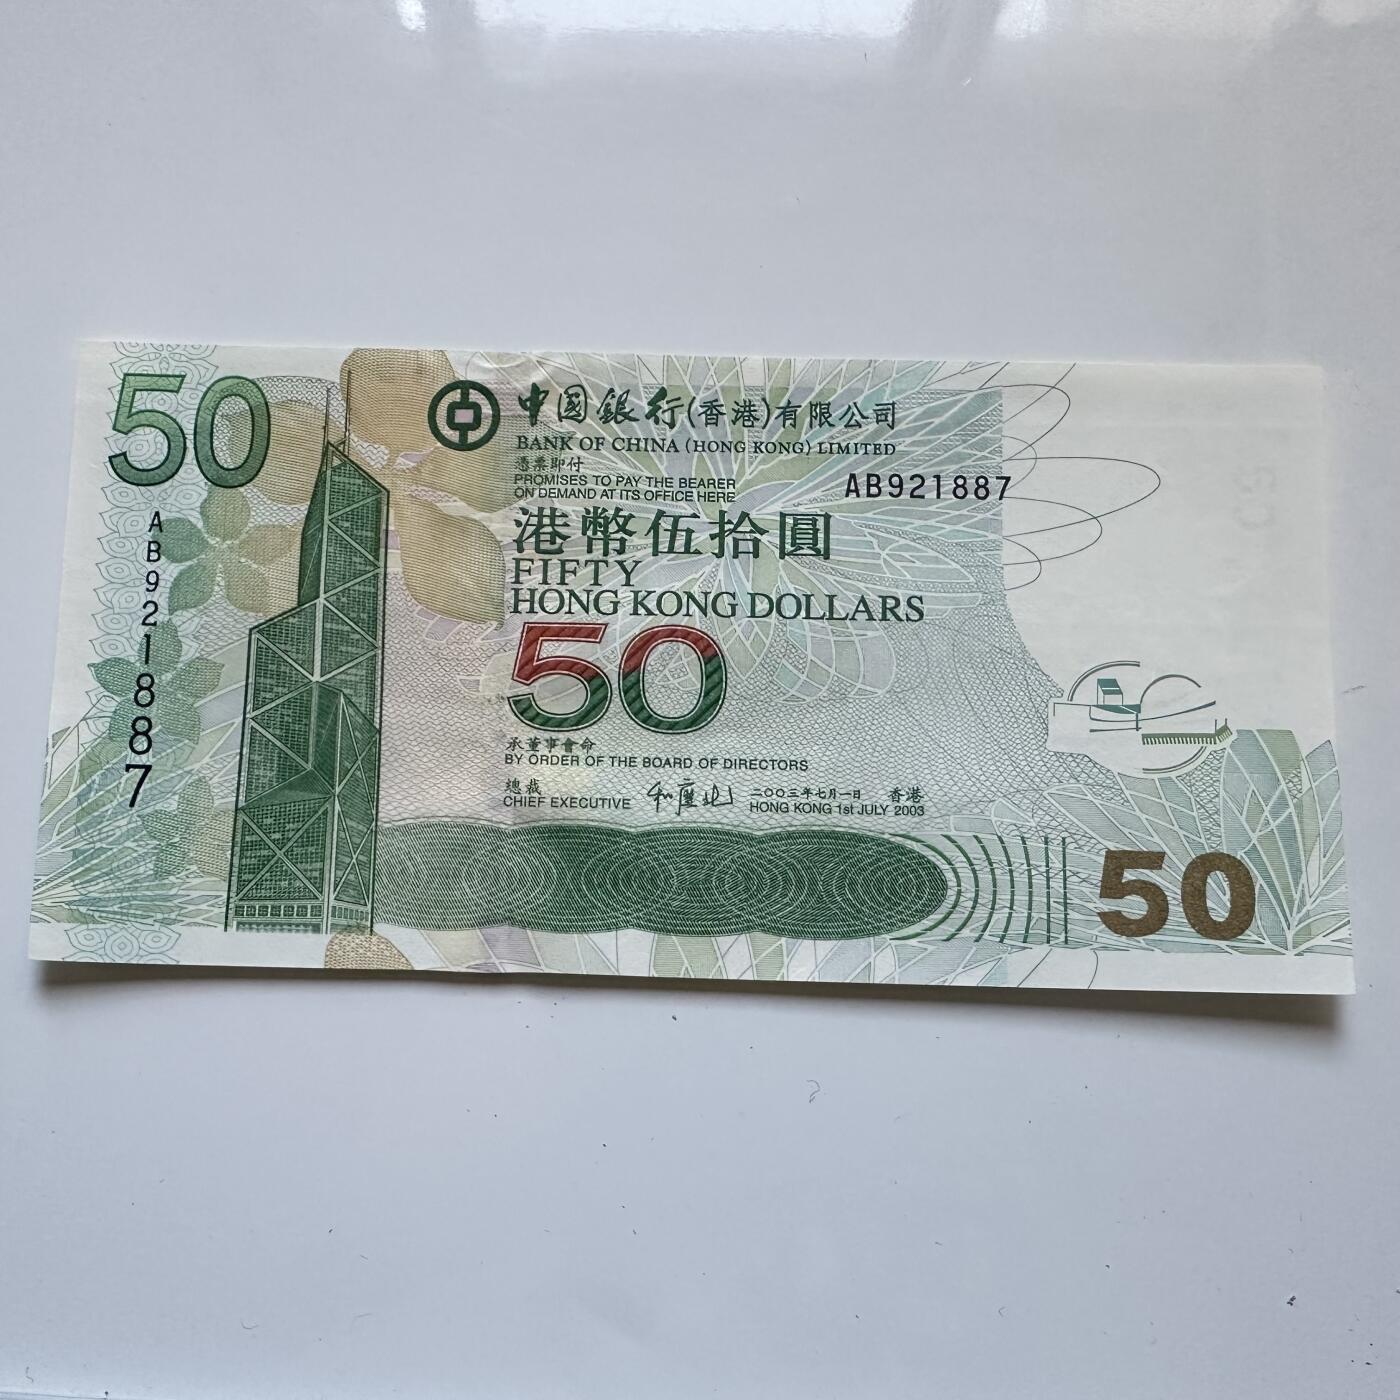 50
中國銀行(香港)有限公司
BANK OF CHINA (HONG KONG) LIMITED
憑票即付
PROMISES TO PAY THE BEARER
ON DEMAND AT ITS OFFICE HERE
AB921887
港幣伍拾圓
FIFTY
HONG KONG DOLLARS
50
AB921887
承董事會命
BY ORDER OF THE BOARD OF DIRECTORS
總裁
CHIEF EXECUTIVE
和廣北
二〇〇三年七月一日 香港
HONG KONG 1st JULY 2003
50